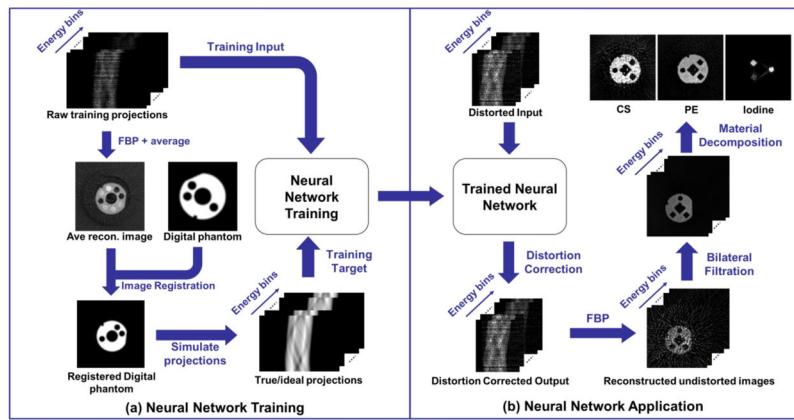 Energy bins
Training Input
Raw training projections
FBP + average
Ave recon. image
Digital phantom
Neural
Network
Training
Image Registration
Training
Target
Energy bins
Simulate
projections
Registered Digital
phantom
True/ideal projections
(a) Neural Network Training
Energy bins
Distorted Input
Trained Neural
Network
Distortion
Correction
Energy bins
Distortion Corrected Output
FBP
CS
PE
Iodine
Material
Decomposition
Energy bins
Bilateral
Filtration
Energy bins
Reconstructed undistorted images
(b) Neural Network Application